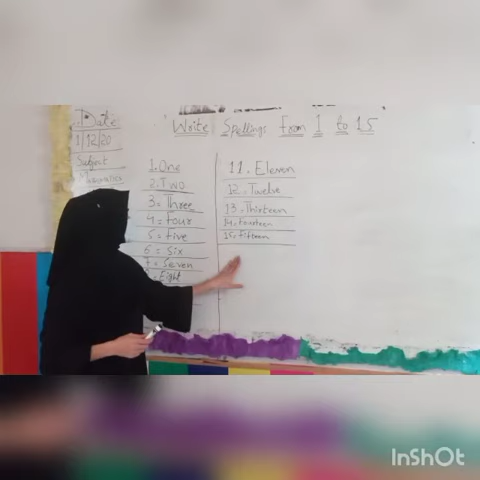 Date
1/12/20
Subject
Write Spellings from 1 to 15
1. One
2. Two
3 = Three
4 = Four
5 = Five
6 = Six
7 = Seven
Eight
11. Eleven
12. Twelve
13. Thirteen
14. Fourteen
15. Fifteen
InShOt